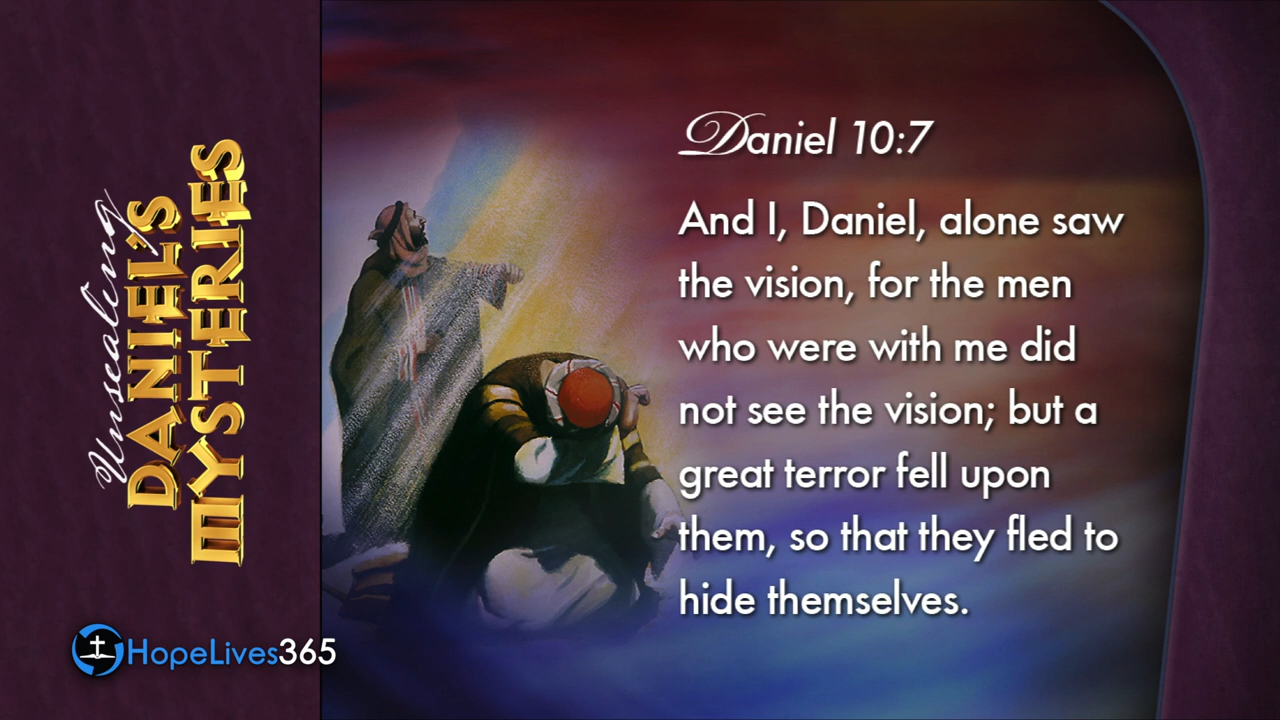 Unsealing
DANIEL'S
MYSTERIES
HopeLives365
Daniel 10:7
And I, Daniel, alone saw
the vision, for the men
who were with me did
not see the vision; but a
great terror fell upon
them, so that they fled to
hide themselves.